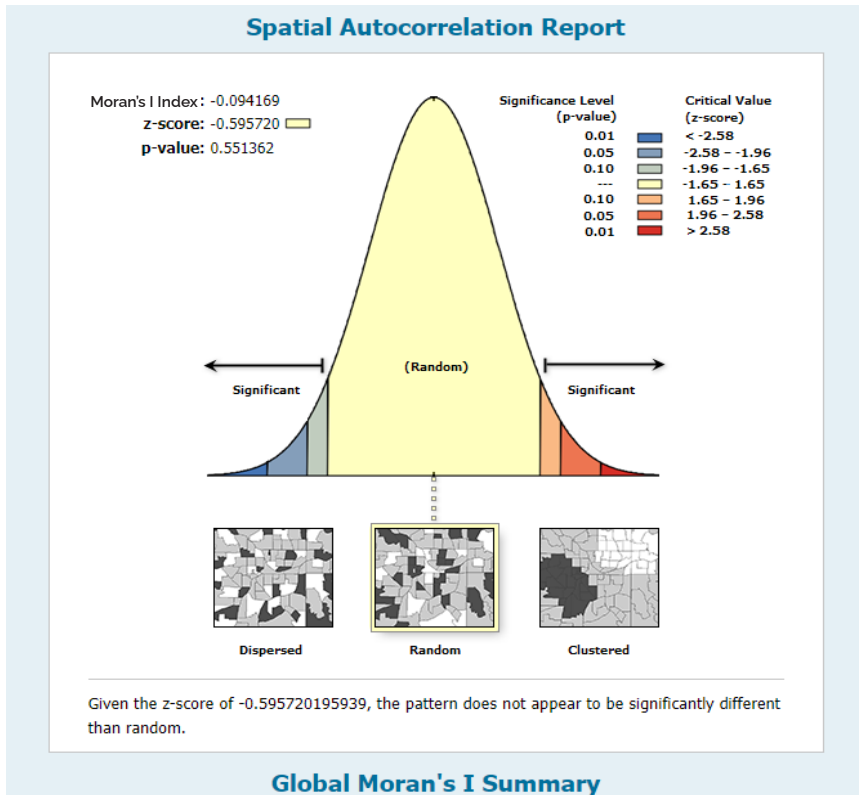 Spatial Autocorrelation Report
Moran's I Index: -0.094169
z-score: -0.595720
p-value: 0.551362
Significance Level Critical Value
(p-value) (z-score)
0.01 < -2.58
0.05 -2.58 – -1.96
0.10 -1.96 – -1.65
--- -1.65 – 1.65
0.10 1.65 – 1.96
0.05 1.96 – 2.58
0.01 > 2.58
(Random)
Significant Significant
Dispersed Random Clustered
Given the z-score of -0.595720195939, the pattern does not appear to be significantly different
than random.
Global Moran's I Summary